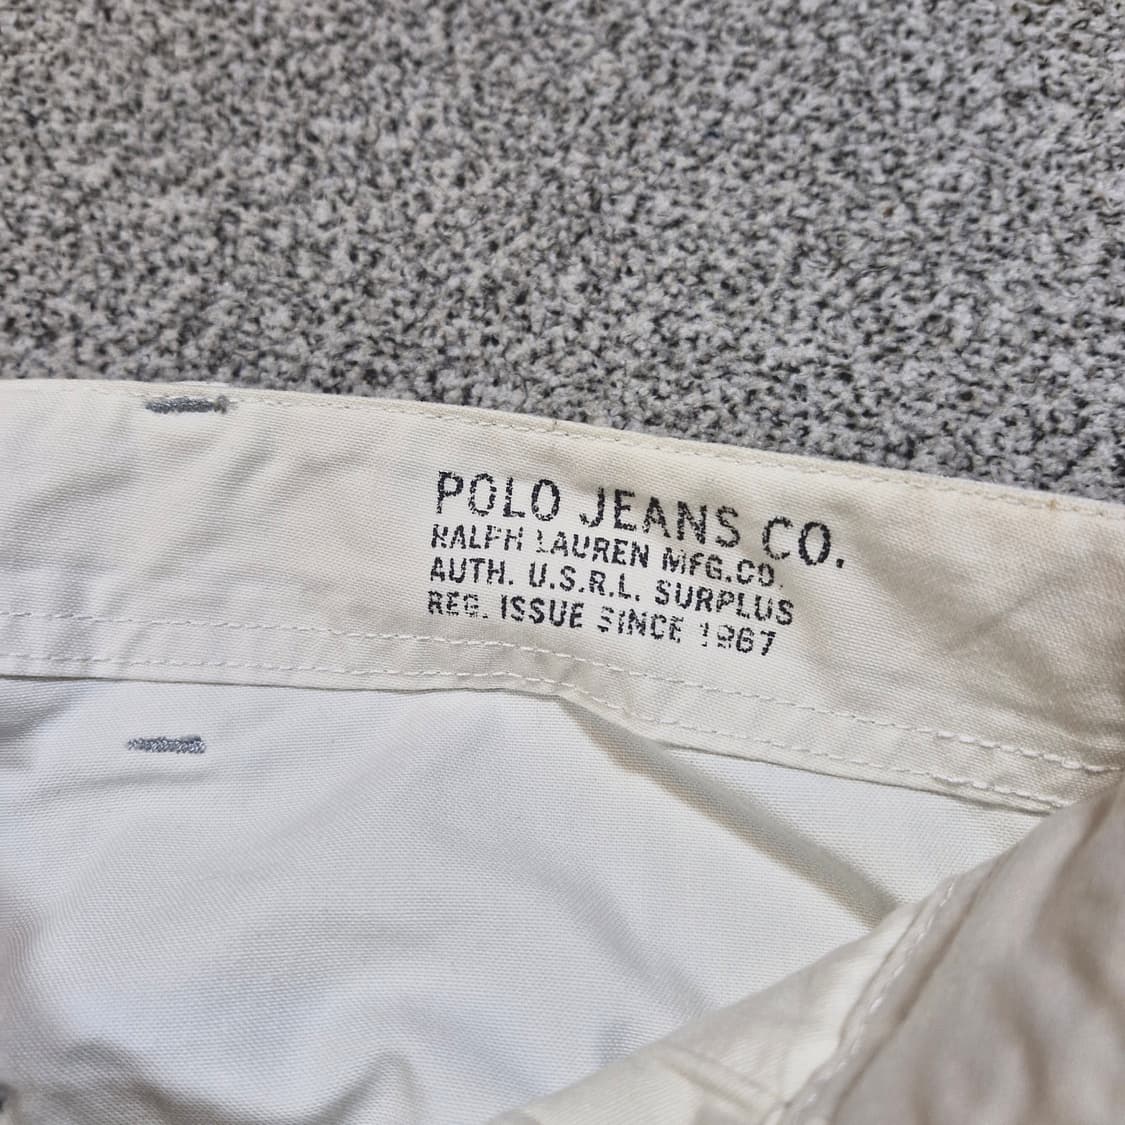 POLO JEANS CO.
RALPH LAUREN MFG.CO.
AUTH. U.S.R.L. SURPLUS
REG. ISSUE SINCE 1967